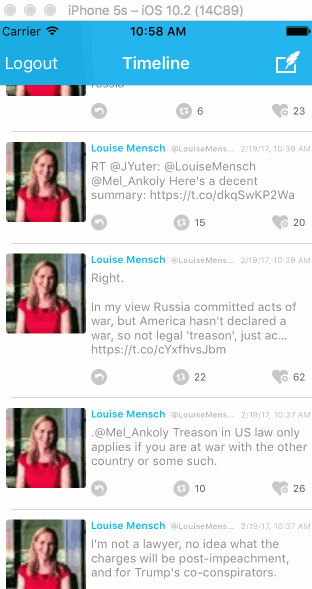 iPhone 5s – iOS 10.2 (14C89)
Carrier 10:58 AM
Logout Timeline
russia
6 23
Louise Mensch @LouiseMens... 2/19/17, 10:39 AM
RT @JYuter: @LouiseMensch
@Mel_Ankoly Here's a decent
summary: https://t.co/dkqSwKP2Wa
15 20
Louise Mensch @LouiseMens... 2/19/17, 10:39 AM
Right.
In my view Russia committed acts of
war, but America hasn't declared a
war, so not legal 'treason', just ac...
https://t.co/cYxfhvsJbm
22 62
Louise Mensch @LouiseMens... 2/19/17, 10:37 AM
.@Mel_Ankoly Treason in US law only
applies if you are at war with the other
country or some such.
10 26
Louise Mensch @LouiseMens... 2/19/17, 10:37 AM
I'm not a lawyer, no idea what the
charges will be post-impeachment,
and for Trump's co-conspirators.